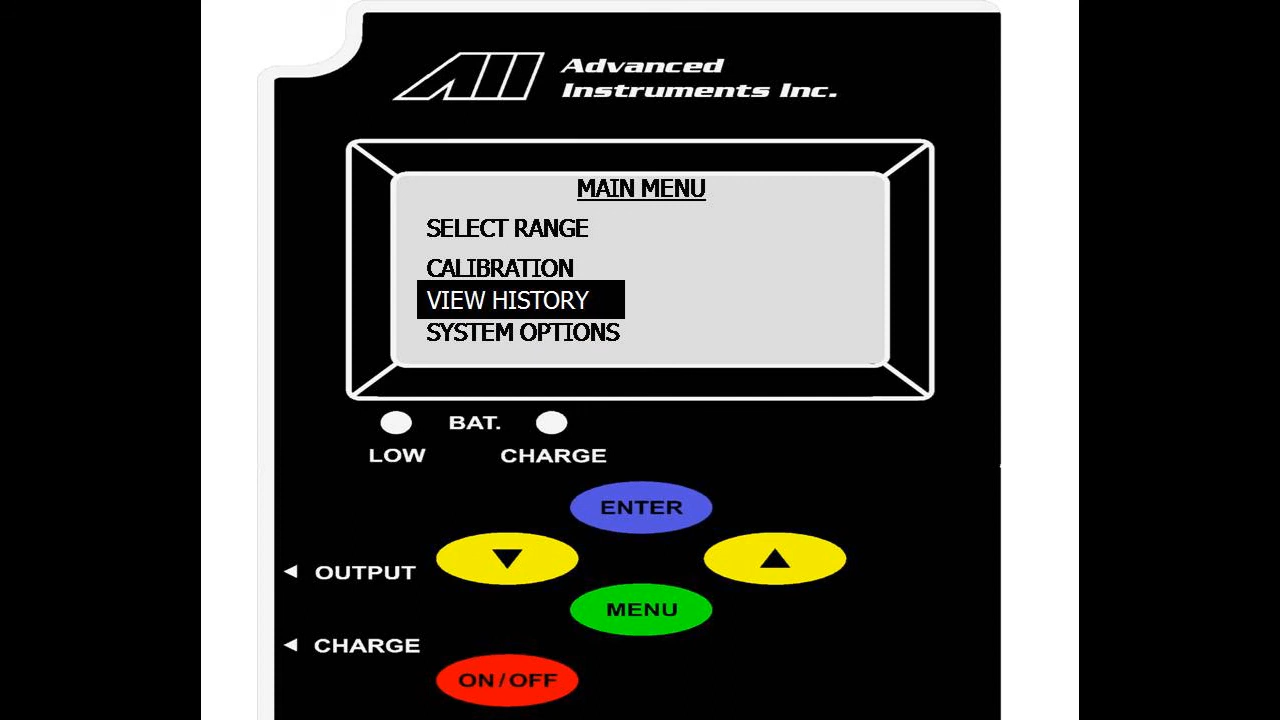 AII
Advanced
Instruments Inc.
MAIN MENU
SELECT RANGE
CALIBRATION
VIEW HISTORY
SYSTEM OPTIONS
BAT.
LOW CHARGE
ENTER
OUTPUT
MENU
CHARGE
ON/OFF